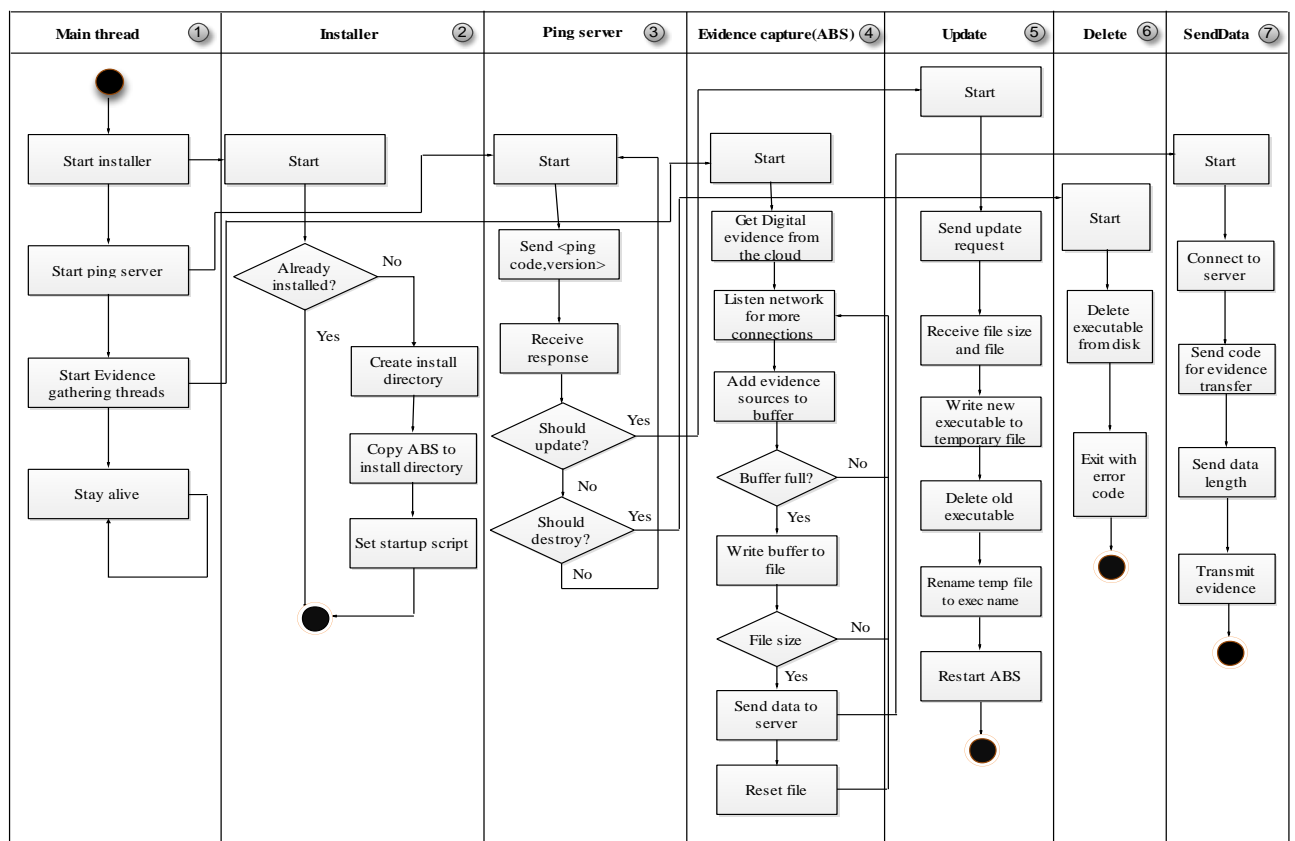 Main thread 1
Installer 2
Ping server 3
Evidence capture(ABS) 4
Update 5
Delete 6
SendData 7
Start installer
Start ping server
Start Evidence
gathering threads
Stay alive
Start
Already
installed?
No
Yes
Create install
directory
Copy ABS to
install directory
Set startup script
Start
Send <ping
code,version>
Receive
response
Should
update?
Yes
No
Should
destroy?
Yes
No
Start
Get Digital
evidence from
the cloud
Listen network
for more
connections
Add evidence
sources to
buffer
Buffer full?
No
Yes
Write buffer to
file
File size
No
Yes
Send data to
server
Reset file
Start
Send update
request
Receive file size
and file
Write new
executable to
temporary file
Delete old
executable
Rename temp file
to exec name
Restart ABS
Start
Delete
executable
from disk
Exit with
error
code
Start
Connect to
server
Send code
for evidence
transfer
Send data
length
Transmit
evidence